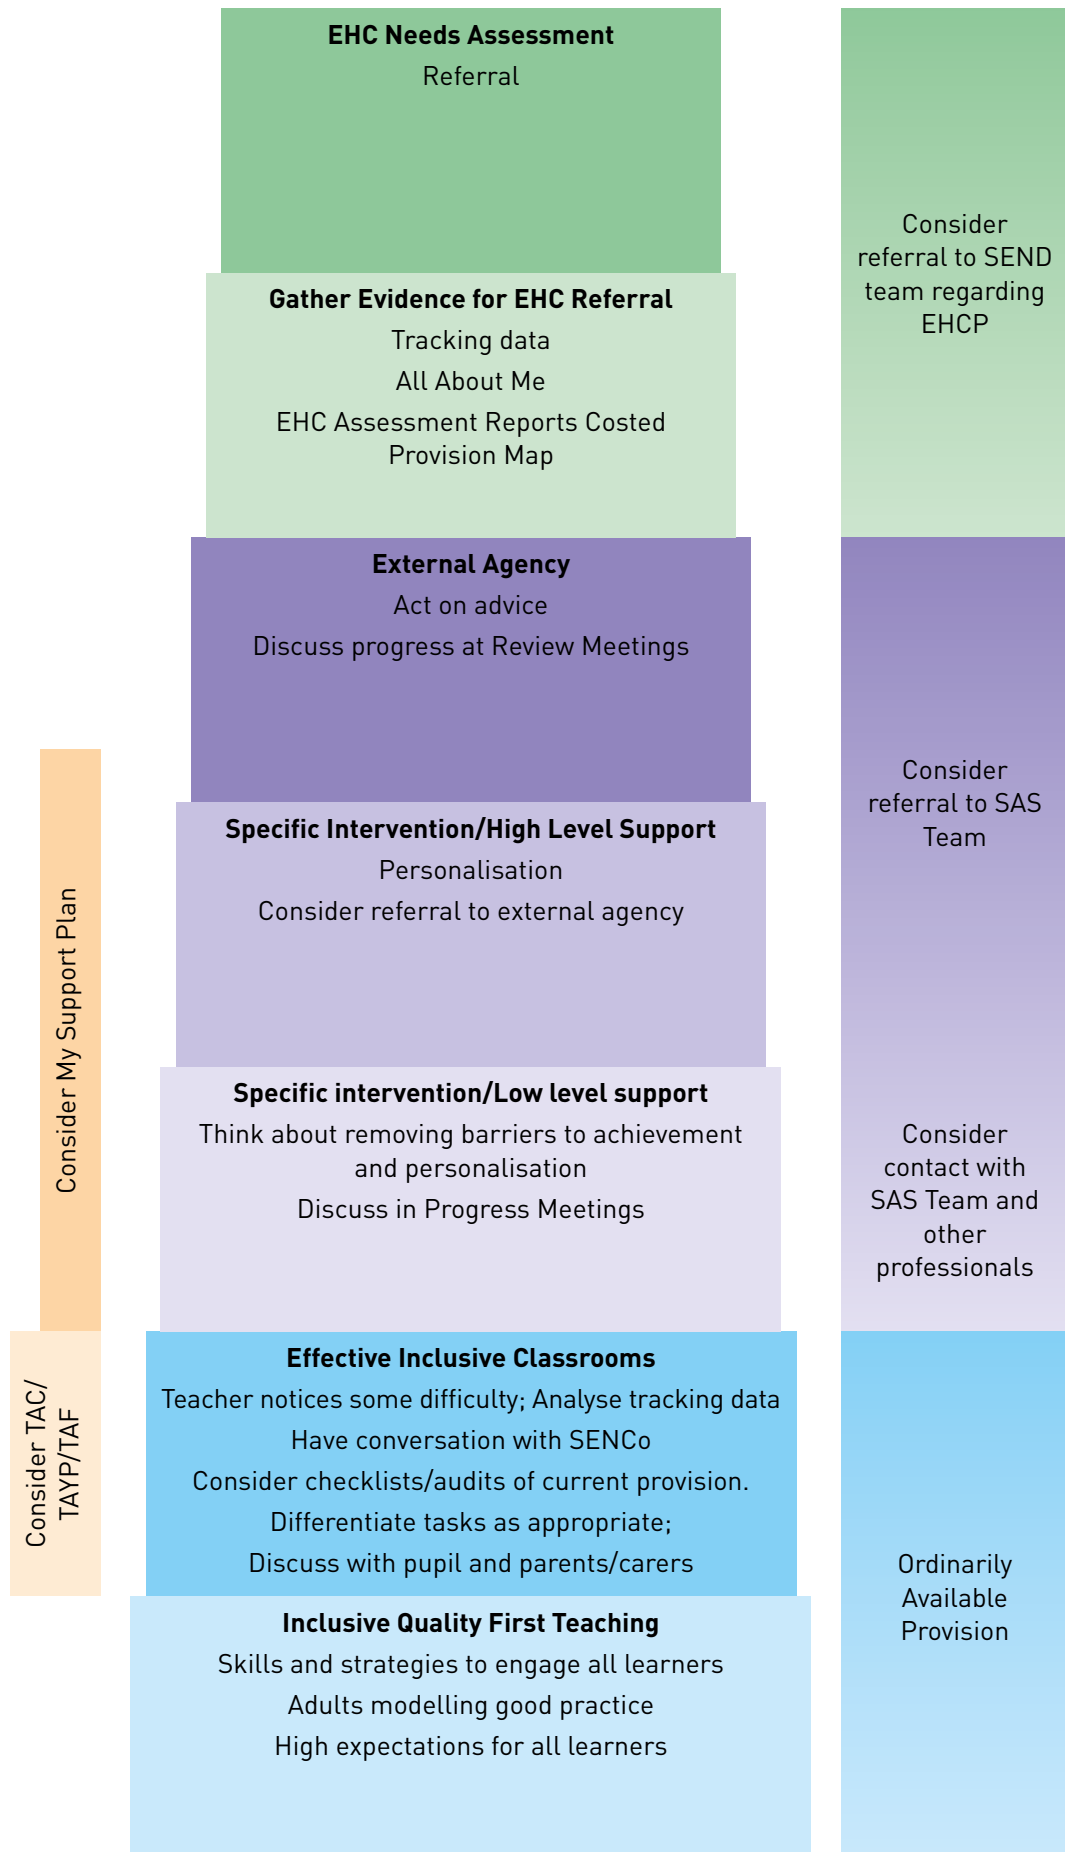 EHC Needs Assessment
Referral
Gather Evidence for EHC Referral
Tracking data
All About Me
EHC Assessment Reports Costed
Provision Map
External Agency
Act on advice
Discuss progress at Review Meetings
Specific Intervention/High Level Support
Personalisation
Consider referral to external agency
Specific intervention/Low level support
Think about removing barriers to achievement
and personalisation
Discuss in Progress Meetings
Effective Inclusive Classrooms
Teacher notices some difficulty; Analyse tracking data
Have conversation with SENCo
Consider checklists/audits of current provision.
Differentiate tasks as appropriate;
Discuss with pupil and parents/carers
Inclusive Quality First Teaching
Skills and strategies to engage all learners
Adults modelling good practice
High expectations for all learners
Consider My Support Plan
Consider TAC/
TAYP/TAF
Consider
referral to SEND
team regarding
EHCP
Consider
referral to SAS
Team
Consider
contact with
SAS Team and
other
professionals
Ordinarily
Available
Provision